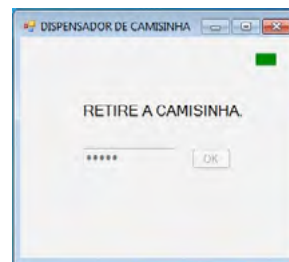 DISPENSADOR DE CAMISINHA
RETIRE A CAMISINHA.
*****
OK